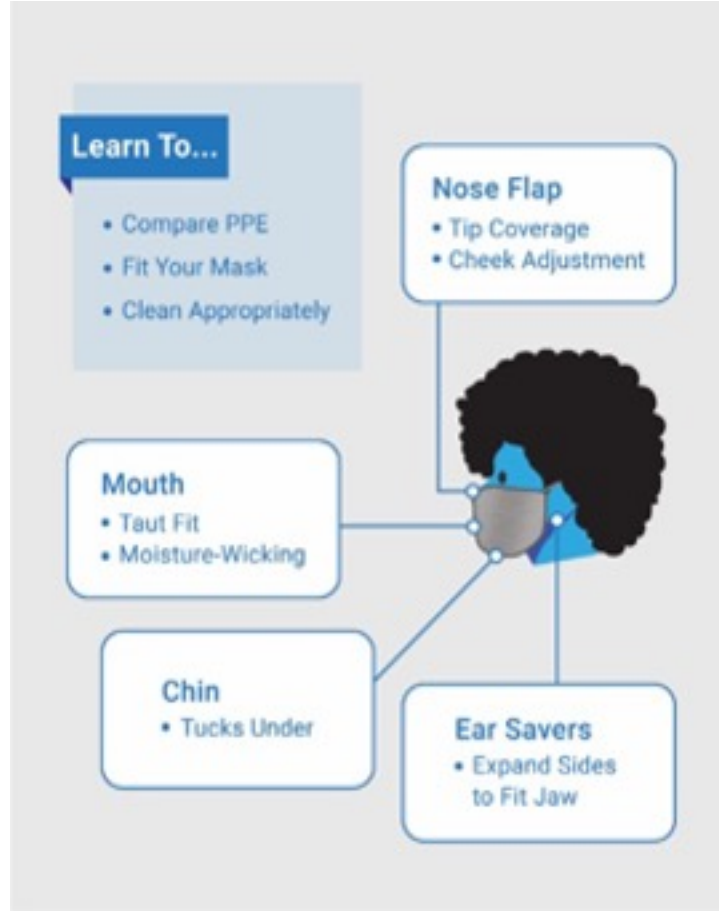 Learn To...
• Compare PPE
• Fit Your Mask
• Clean Appropriately
Nose Flap
• Tip Coverage
• Cheek Adjustment
Mouth
• Taut Fit
• Moisture-Wicking
Chin
• Tucks Under
Ear Savers
• Expand Sides
to Fit Jaw